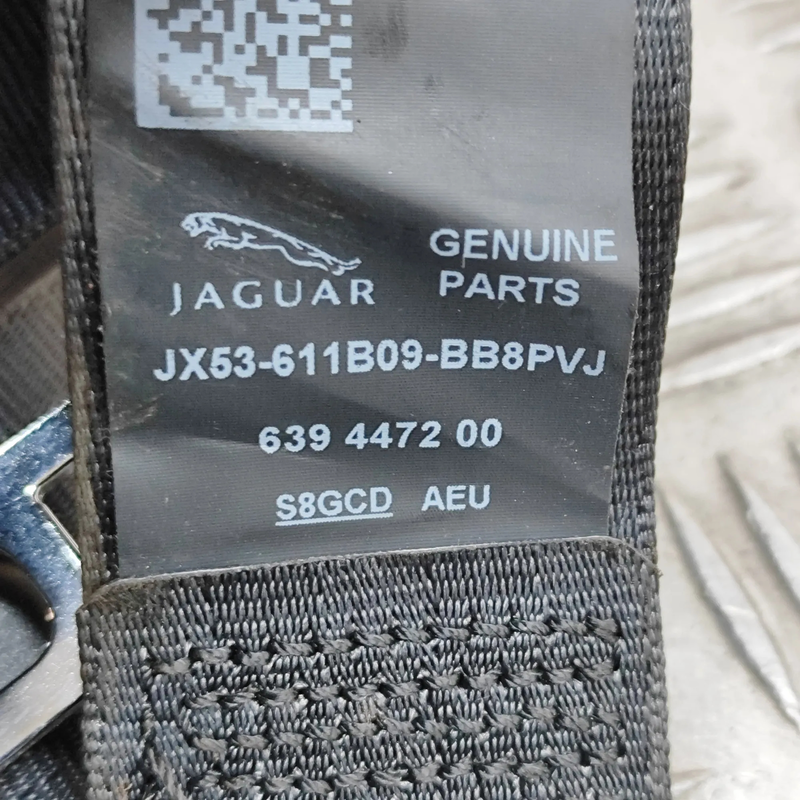 JAGUAR
GENUINE
PARTS
JX53-611B09-BB8PVJ
639 4472 00
S8GCD AEU